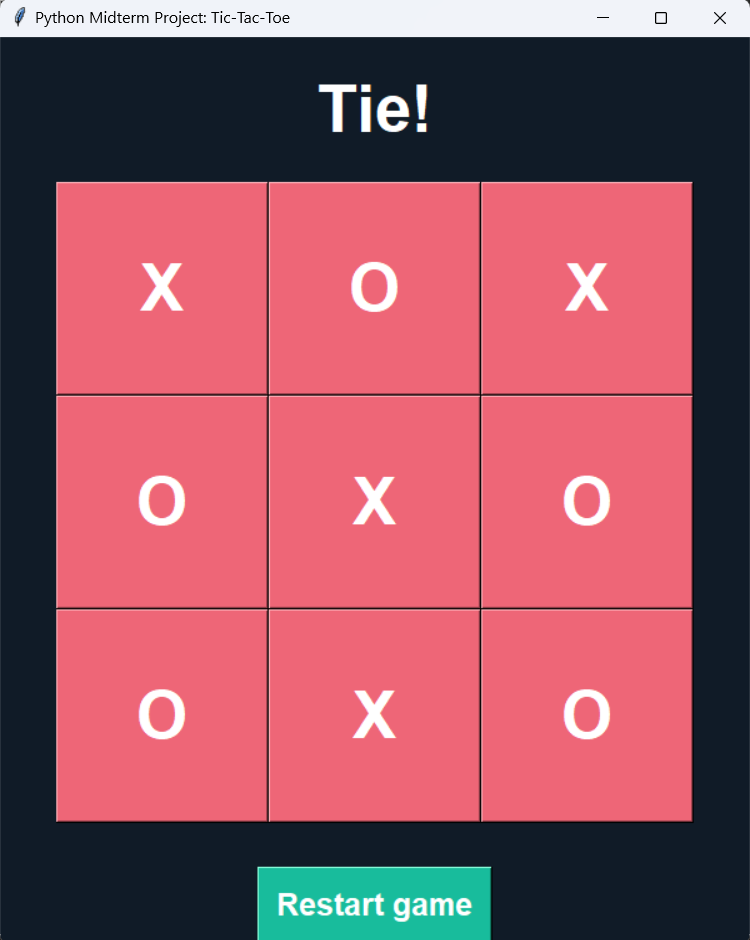 Python Midterm Project: Tic-Tac-Toe
Tie!
X O X
O X O
O X O
Restart game